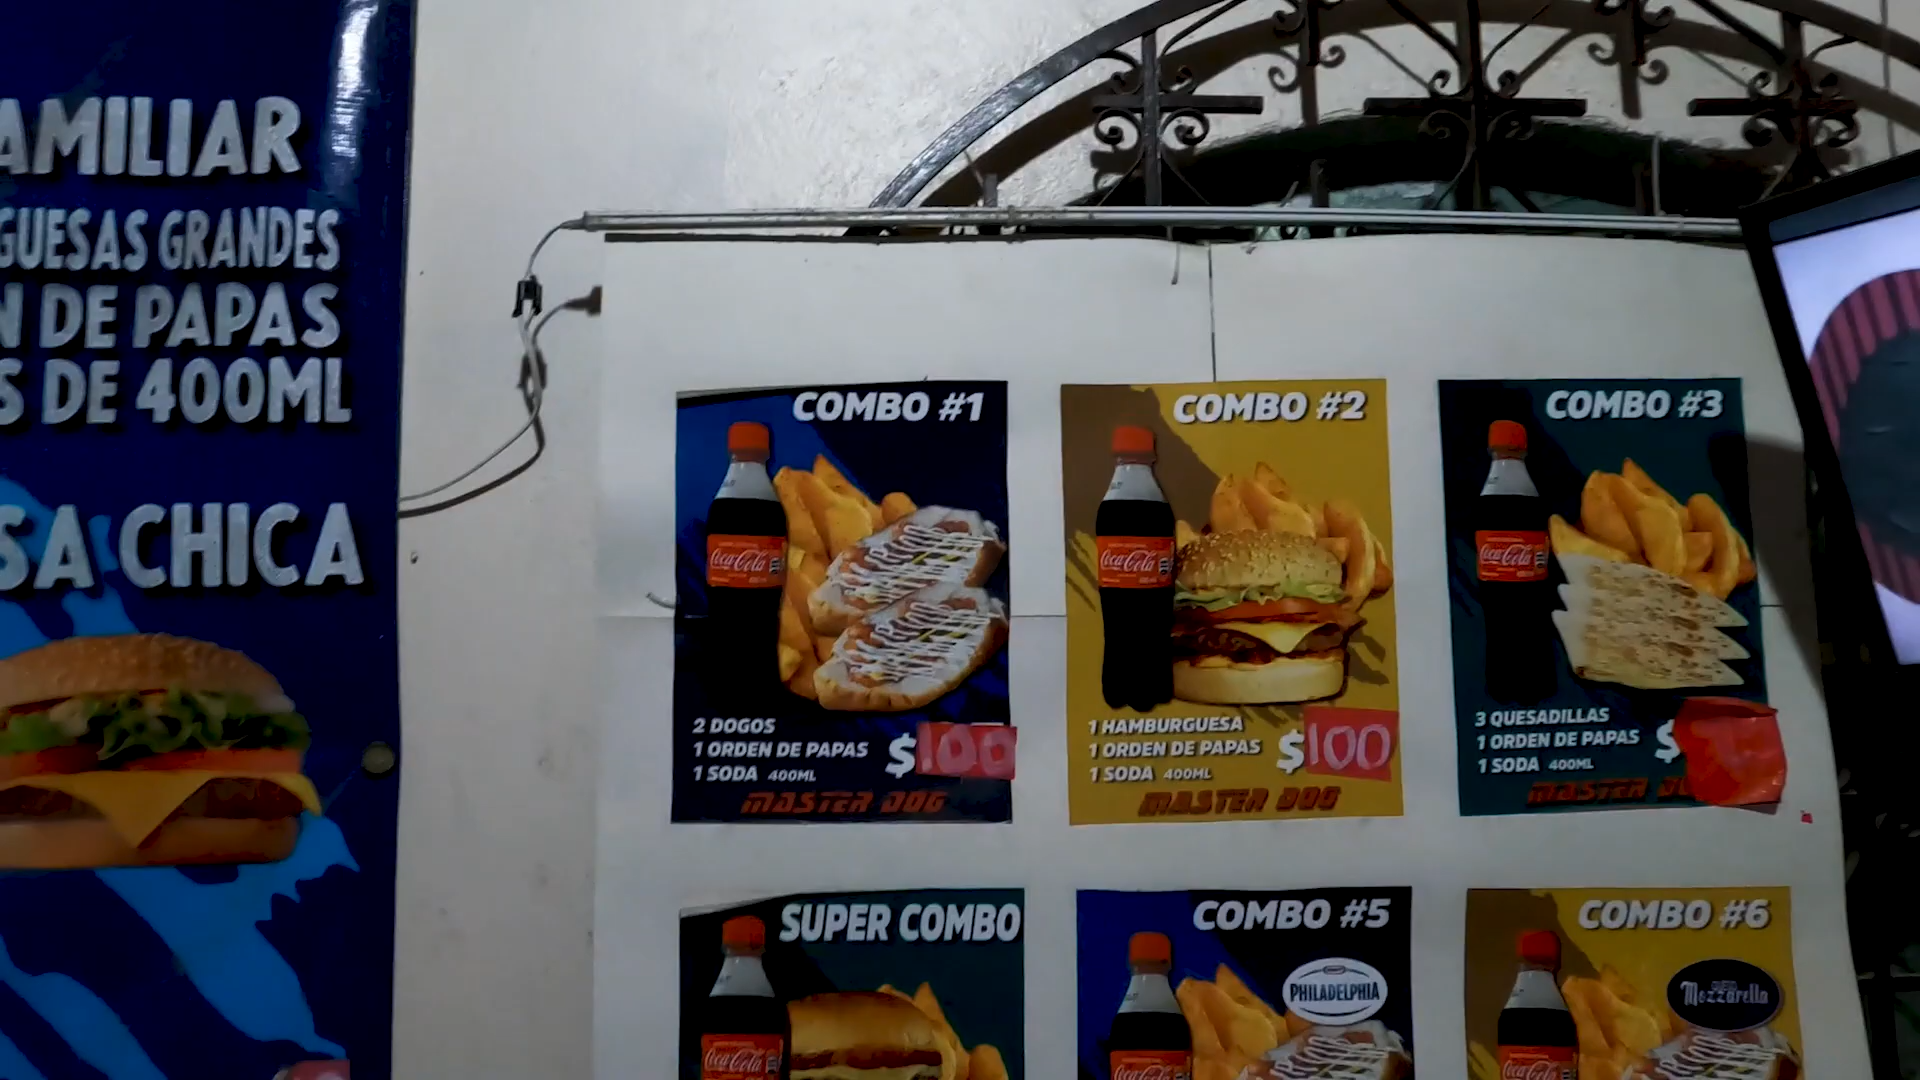 AMILIAR
GUESAS GRANDES
N DE PAPAS
S DE 400ML
SA CHICA
COMBO #1
Coca-Cola
2 DOGOS
1 ORDEN DE PAPAS
1 SODA 400ML
$100
MASTER DOG
COMBO #2
Coca-Cola
1 HAMBURGUESA
1 ORDEN DE PAPAS
1 SODA 400ML
$100
MASTER DOG
COMBO #3
Coca-Cola
3 QUESADILLAS
1 ORDEN DE PAPAS
1 SODA 400ML
$
MASTER
SUPER COMBO
Coca-Cola
COMBO #5
PHILADELPHIA
Coca-Cola
COMBO #6
Mozzarella
Coca-Cola